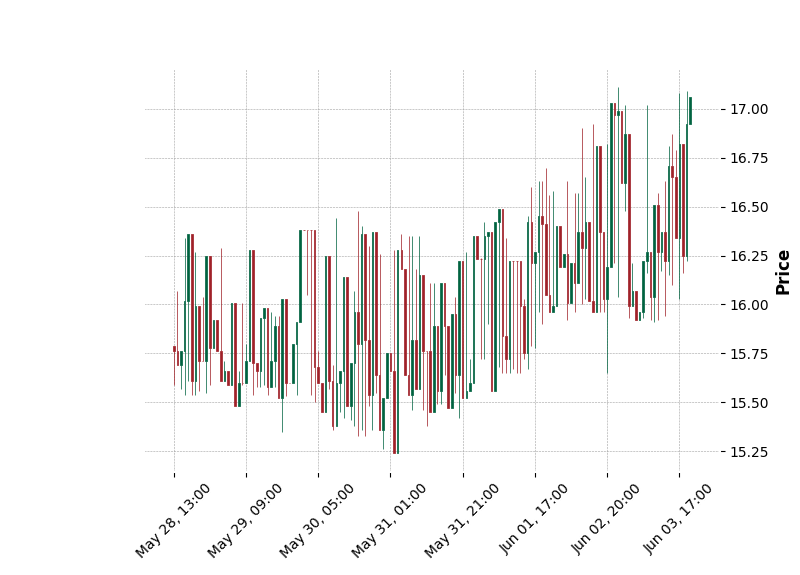 17.00
16.75
16.50
16.25
16.00
15.75
15.50
15.25
Price
May 28, 13:00
May 29, 09:00
May 30, 05:00
May 31, 01:00
May 31, 21:00
Jun 01, 17:00
Jun 02, 20:00
Jun 03, 17:00